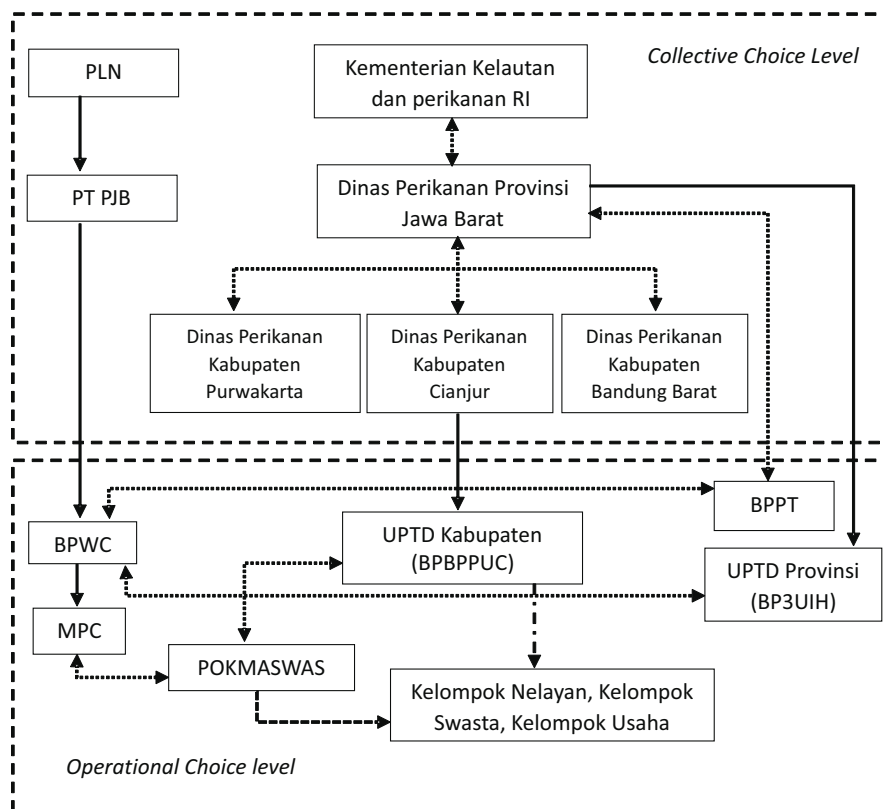 PLN
Kementerian Kelautan
dan perikanan RI
Collective Choice Level
PT PJB
Dinas Perikanan Provinsi
Jawa Barat
Dinas Perikanan
Kabupaten
Purwakarta
Dinas Perikanan
Kabupaten
Cianjur
Dinas Perikanan
Kabupaten
Bandung Barat
BPWC
UPTD Kabupaten
(BPBPPUC)
BPPT
UPTD Provinsi
(BP3UIH)
MPC
POKMASWAS
Kelompok Nelayan, Kelompok
Swasta, Kelompok Usaha
Operational Choice level